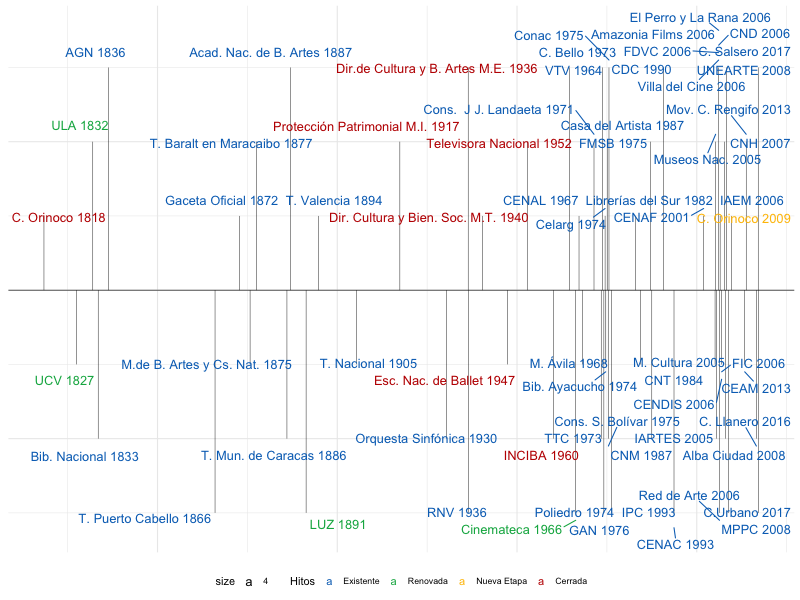 El Perro y La Rana 2006
Conac 1975
Amazonia Films 2006
CND 2006
AGN 1836
Acad. Nac. de B. Artes 1887
C. Bello 1973
FDVC 2006
C. Salsero 2017
Dir.de Cultura y B. Artes M.E. 1936
VTV 1964
CDC 1990
UNEARTE 2008
Villa del Cine 2006
Cons. J J. Landaeta 1971
Mov. C. Rengifo 2013
ULA 1832
Protección Patrimonial M.I. 1917
Casa del Artista 1987
T. Baralt en Maracaibo 1877
Televisora Nacional 1952
FMSB 1975
CNH 2007
Museos Nac. 2005
Gaceta Oficial 1872
T. Valencia 1894
CENAL 1967
Librerías del Sur 1982
IAEM 2006
C. Orinoco 1818
Dir. Cultura y Bien. Soc. M.T. 1940
Celarg 1974
CENAF 2001
C. Orinoco 2009
M.de B. Artes y Cs. Nat. 1875
T. Nacional 1905
M. Ávila 1968
M. Cultura 2005
FIC 2006
UCV 1827
Esc. Nac. de Ballet 1947
Bib. Ayacucho 1974
CNT 1984
CEAM 2013
CENDIS 2006
Cons. S. Bolívar 1975
C. Llanero 2016
Orquesta Sinfónica 1930
TTC 1973
IARTES 2005
Bib. Nacional 1833
T. Mun. de Caracas 1886
INCIBA 1960
CNM 1987
Alba Ciudad 2008
Red de Arte 2006
T. Puerto Cabello 1866
LUZ 1891
RNV 1936
Poliedro 1974
IPC 1993
C.Urbano 2017
Cinemateca 1966
GAN 1976
MPPC 2008
CENAC 1993
size a 4 Hitos a Existente a Renovada a Nueva Etapa a Cerrada